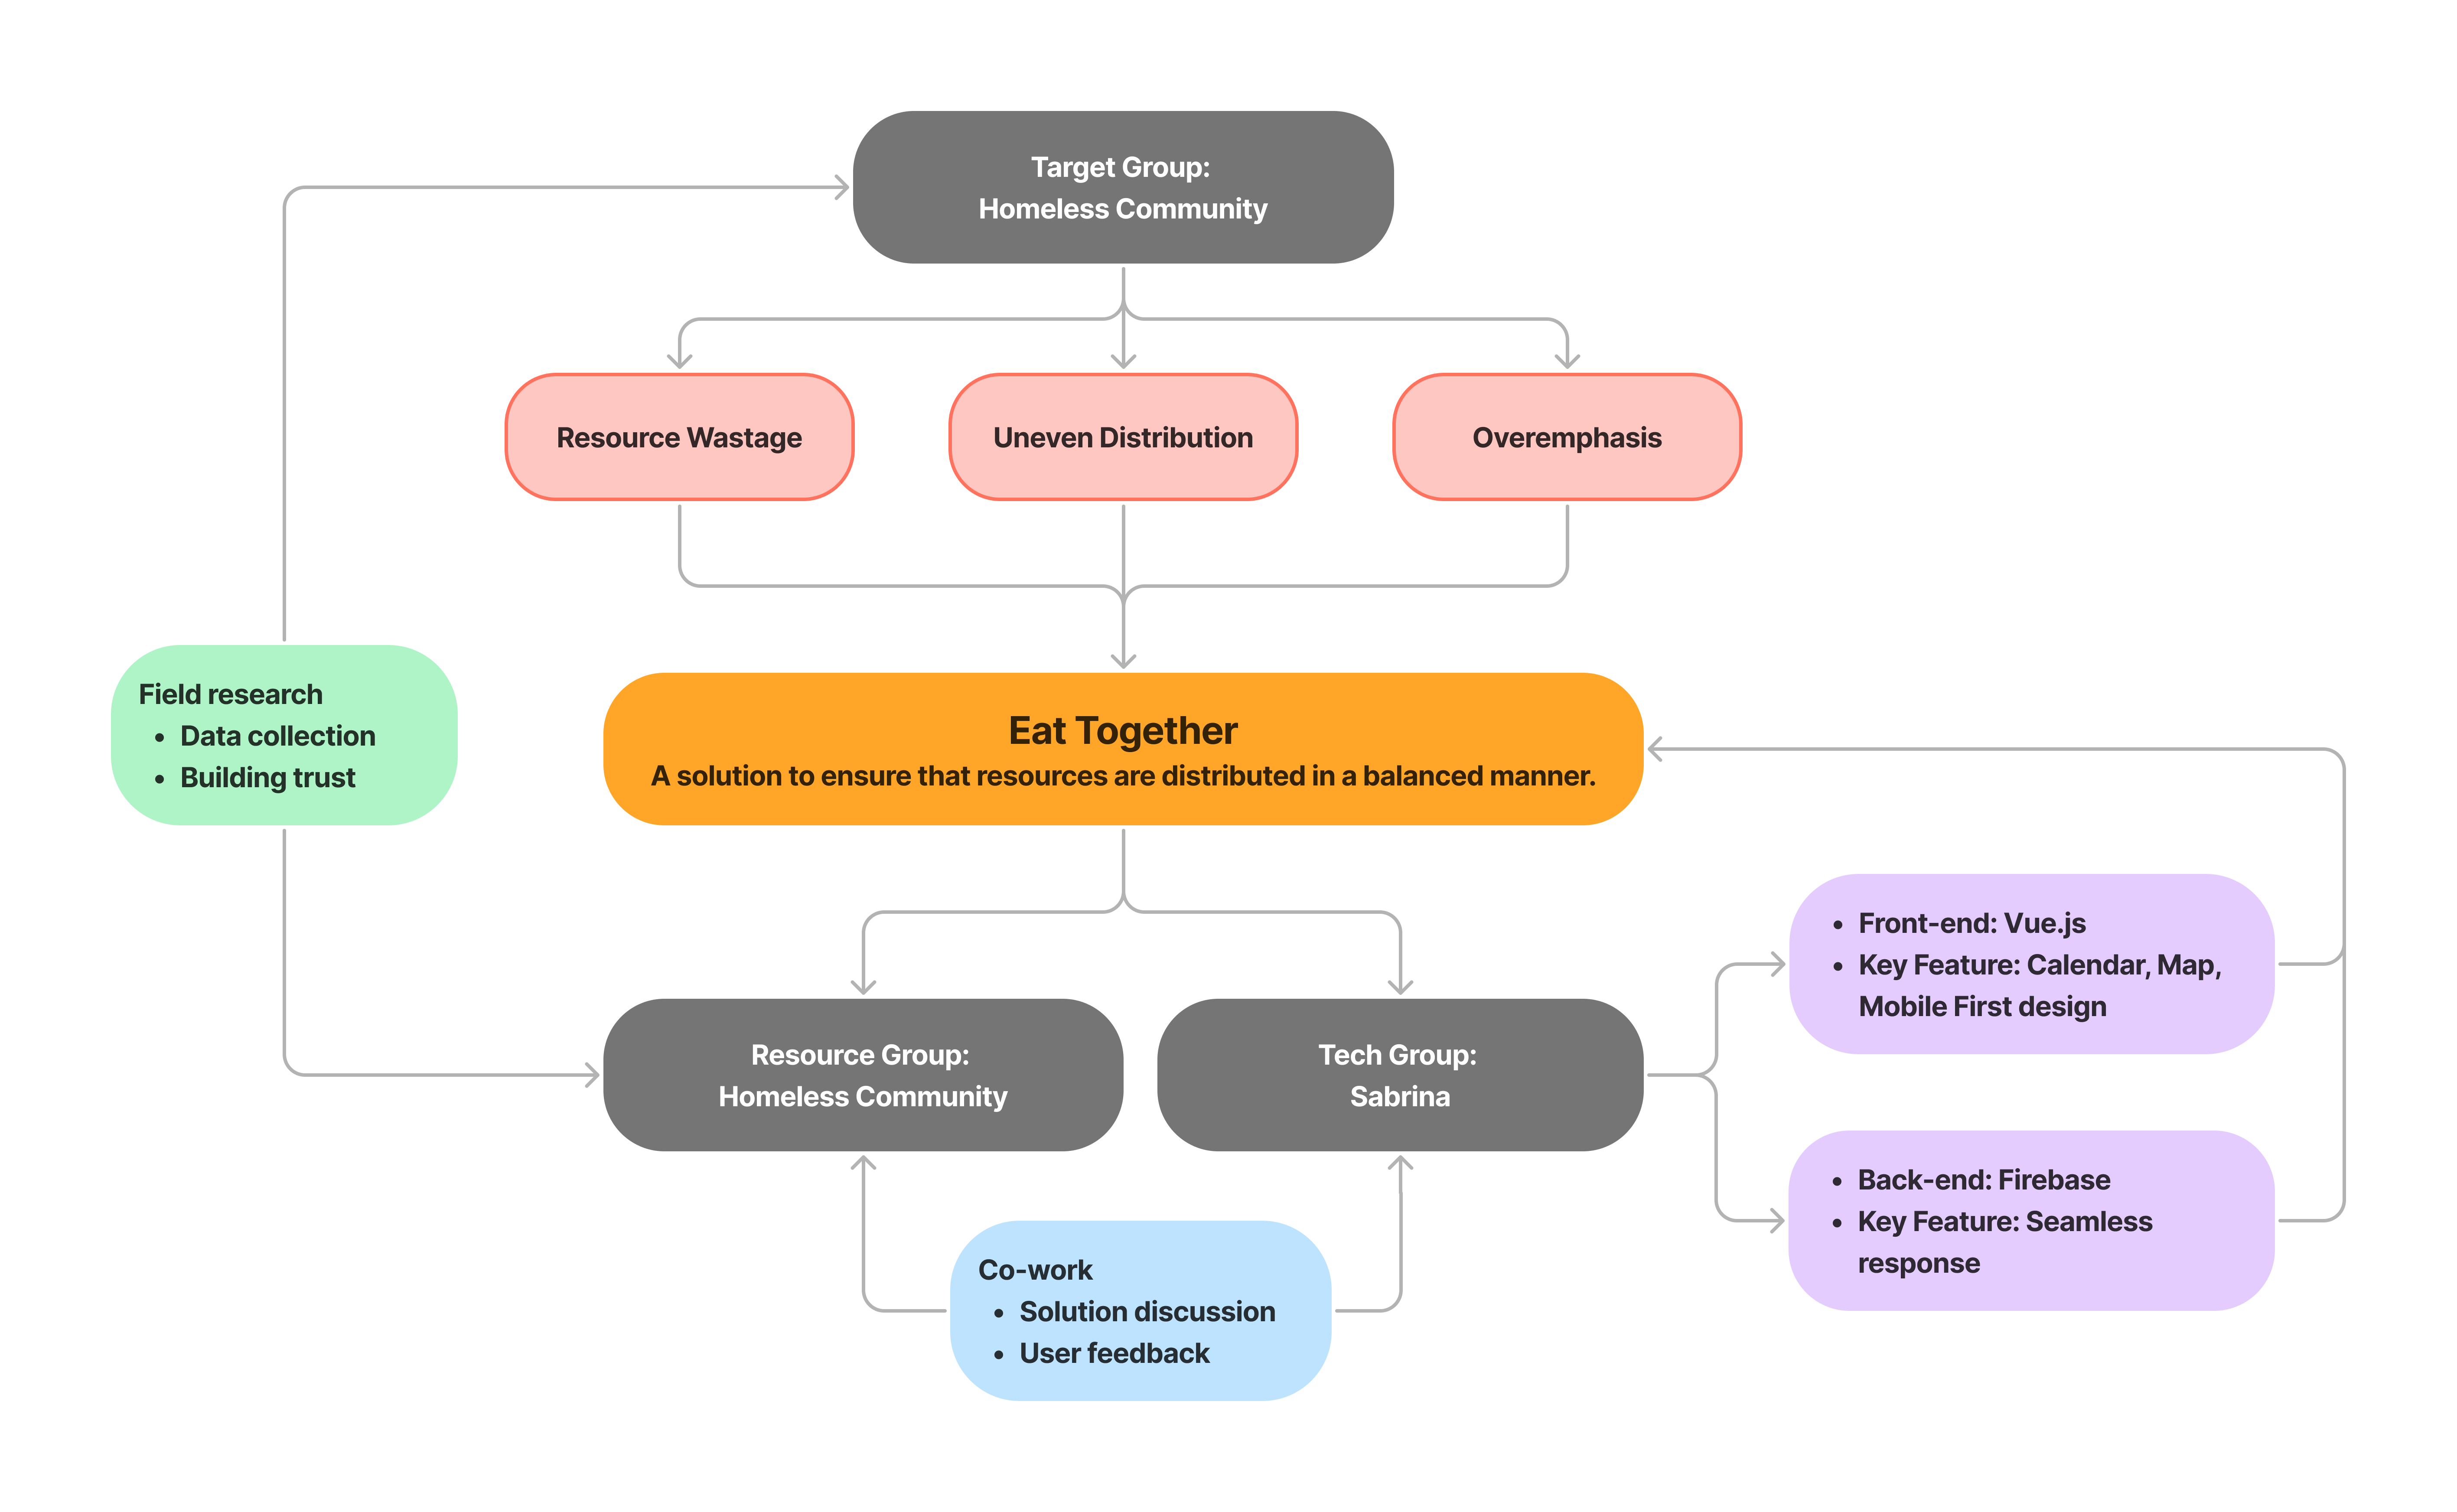 Target Group:
Homeless Community
Resource Wastage
Uneven Distribution
Overemphasis
Field research
• Data collection
• Building trust
Eat Together
A solution to ensure that resources are distributed in a balanced manner.
• Front-end: Vue.js
• Key Feature: Calendar, Map,
Mobile First design
Resource Group:
Homeless Community
Tech Group:
Sabrina
• Back-end: Firebase
• Key Feature: Seamless
response
Co-work
• Solution discussion
• User feedback